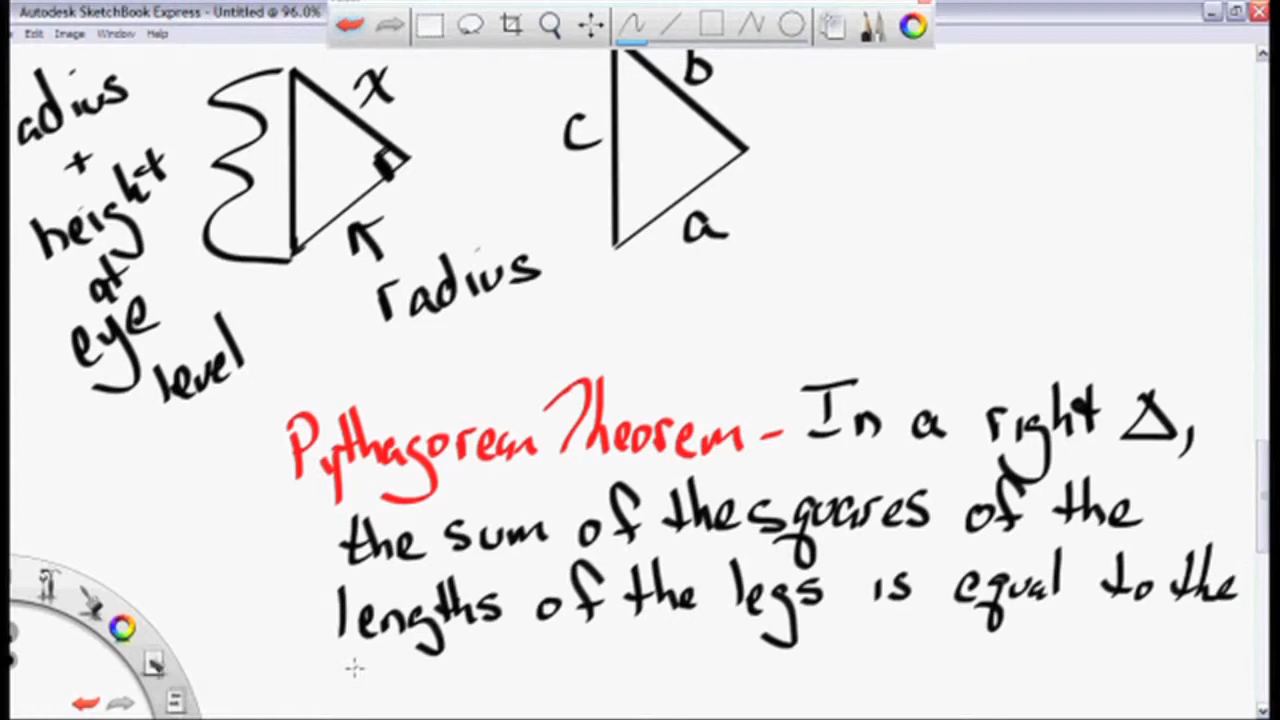 Autodesk SketchBook Express - Untitled @ 96.0%
Edit Image Window Help
adius
+
height
at
eye
level
x
radius
b
c
a
Pythagorean Theorem - In a right Δ,
the sum of the squares of the
lengths of the legs is equal to the